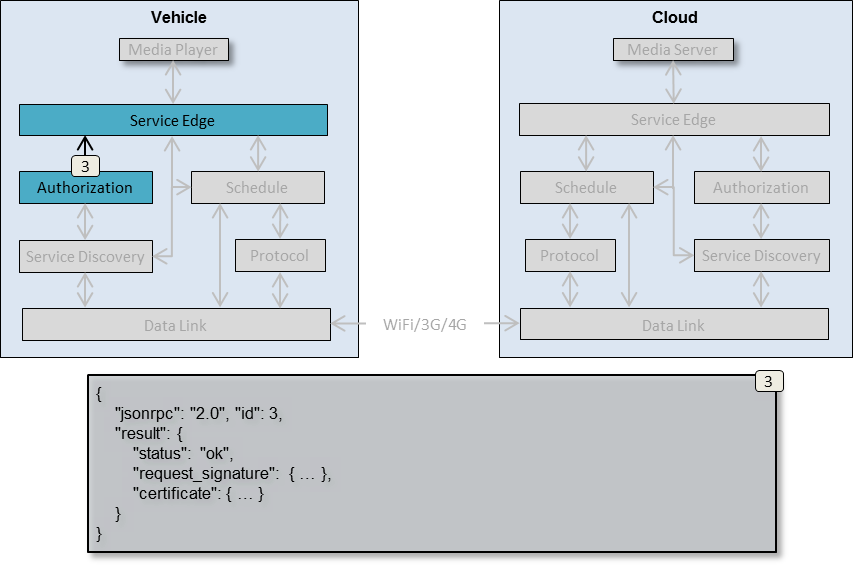 Vehicle
Cloud
Media Player
Media Server
Service Edge
Service Edge
3
Authorization
Schedule
Schedule
Authorization
Service Discovery
Protocol
Protocol
Service Discovery
Data Link
WiFi/3G/4G
Data Link
3
{
"jsonrpc": "2.0", "id": 3,
"result": {
"status": "ok",
"request_signature": { ... },
"certificate": { ... }
}
}